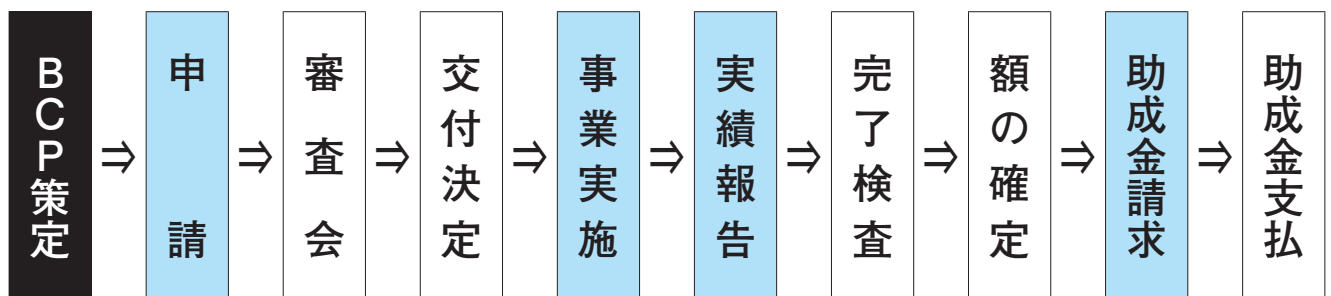 BCP策定
⇒
申請
⇒
審査会
⇒
交付決定
⇒
事業実施
⇒
実績報告
⇒
完了検査
⇒
額の確定
⇒
助成金請求
⇒
助成金支払